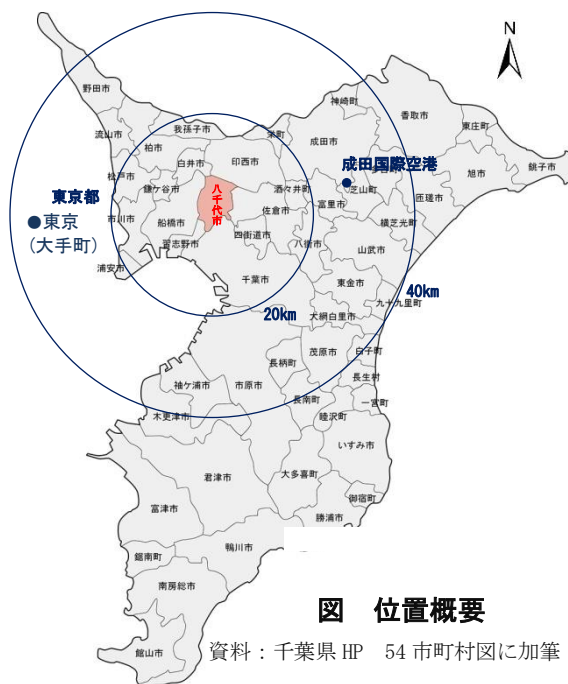 N
野田市
神崎町
香取市
東庄町
流山市
我孫子市
栄町
成田市
柏市
白井市
印西市
成田国際空港
旭市
銚子市
松戸市
東京都
鎌ケ谷市
八千代市
酒々井町
芝山町
匝瑳市
●東京
(大手町)
市川市
船橋市
佐倉市
富里市
横芝光町
習志野市
四街道市
八街市
山武市
浦安市
千葉市
東金市
40km
九十九里町
20km
大網白里市
茂原市
白子町
長柄町
長生村
袖ケ浦市
市原市
長南町
一宮町
木更津市
睦沢町
いすみ市
君津市
大多喜町
御宿町
富津市
勝浦市
鴨川市
鋸南町
南房総市
館山市
図 位置概要
資料：千葉県 HP 54 市町村図に加筆